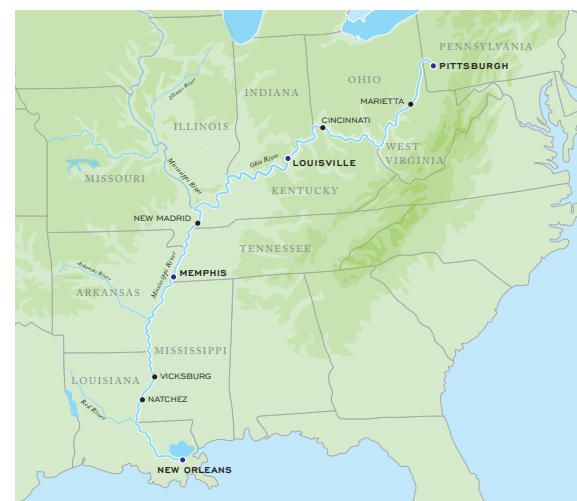 PENNSYLVANIA
PITTSBURGH
OHIO
MARIETTA
INDIANA
Illinois River
CINCINNATI
ILLINOIS
WEST
VIRGINIA
Ohio River
LOUISVILLE
Mississippi River
MISSOURI
KENTUCKY
NEW MADRID
TENNESSEE
Mississippi River
MEMPHIS
Arkansas River
ARKANSAS
MISSISSIPPI
VICKSBURG
LOUISIANA
NATCHEZ
Red River
NEW ORLEANS